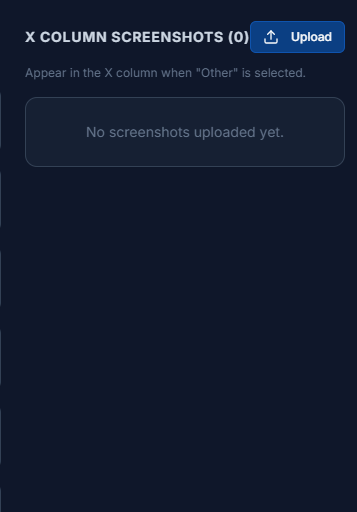 X COLUMN SCREENSHOTS (0)
Upload
Appear in the X column when "Other" is selected.
No screenshots uploaded yet.